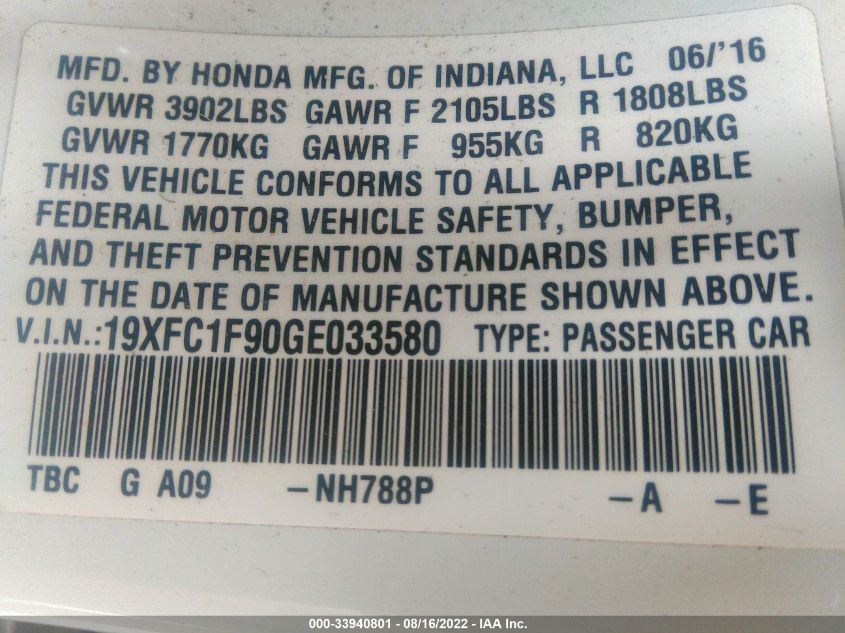 MFD. BY HONDA MFG. OF INDIANA, LLC 06/'16
GVWR 3902LBS GAWR F 2105LBS R 1808LBS
GVWR 1770KG GAWR F 955KG R 820KG
THIS VEHICLE CONFORMS TO ALL APPLICABLE
FEDERAL MOTOR VEHICLE SAFETY, BUMPER,
AND THEFT PREVENTION STANDARDS IN EFFECT
ON THE DATE OF MANUFACTURE SHOWN ABOVE.
V.I.N.:19XFC1F90GE033580 TYPE: PASSENGER CAR
TBC G A09 -NH788P -A -E
000-33940801 - 08/16/2022 - IAA Inc.